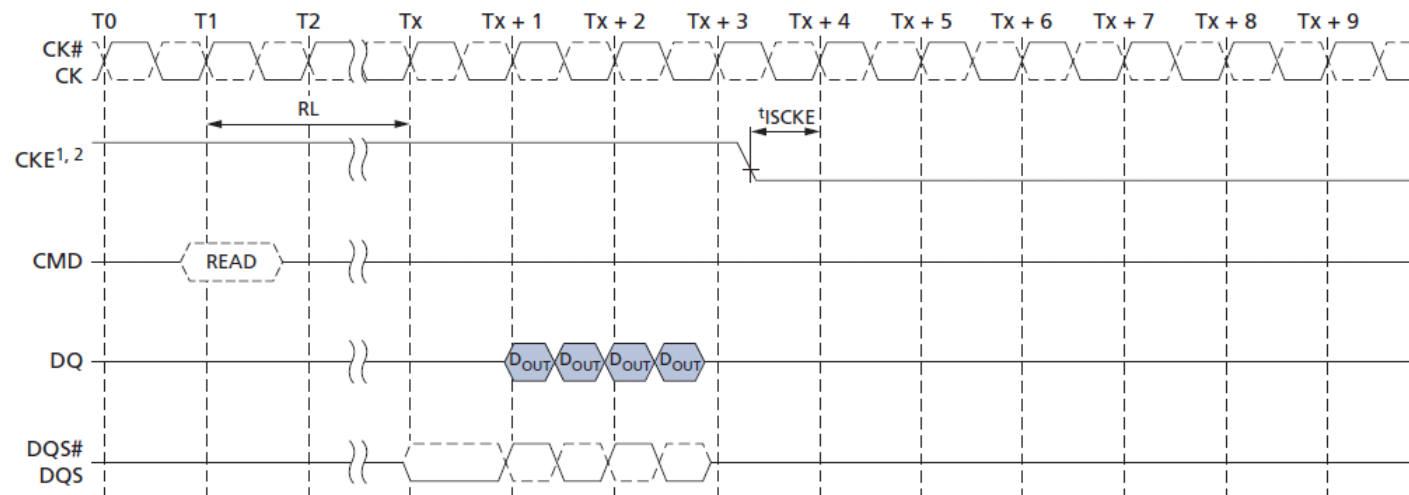 T0 T1 T2 Tx Tx + 1 Tx + 2 Tx + 3 Tx + 4 Tx + 5 Tx + 6 Tx + 7 Tx + 8 Tx + 9
CK#
CK
RL
tISCKE
CKE1, 2
CMD READ
DQ DOUT DOUT DOUT DOUT
DQS#
DQS